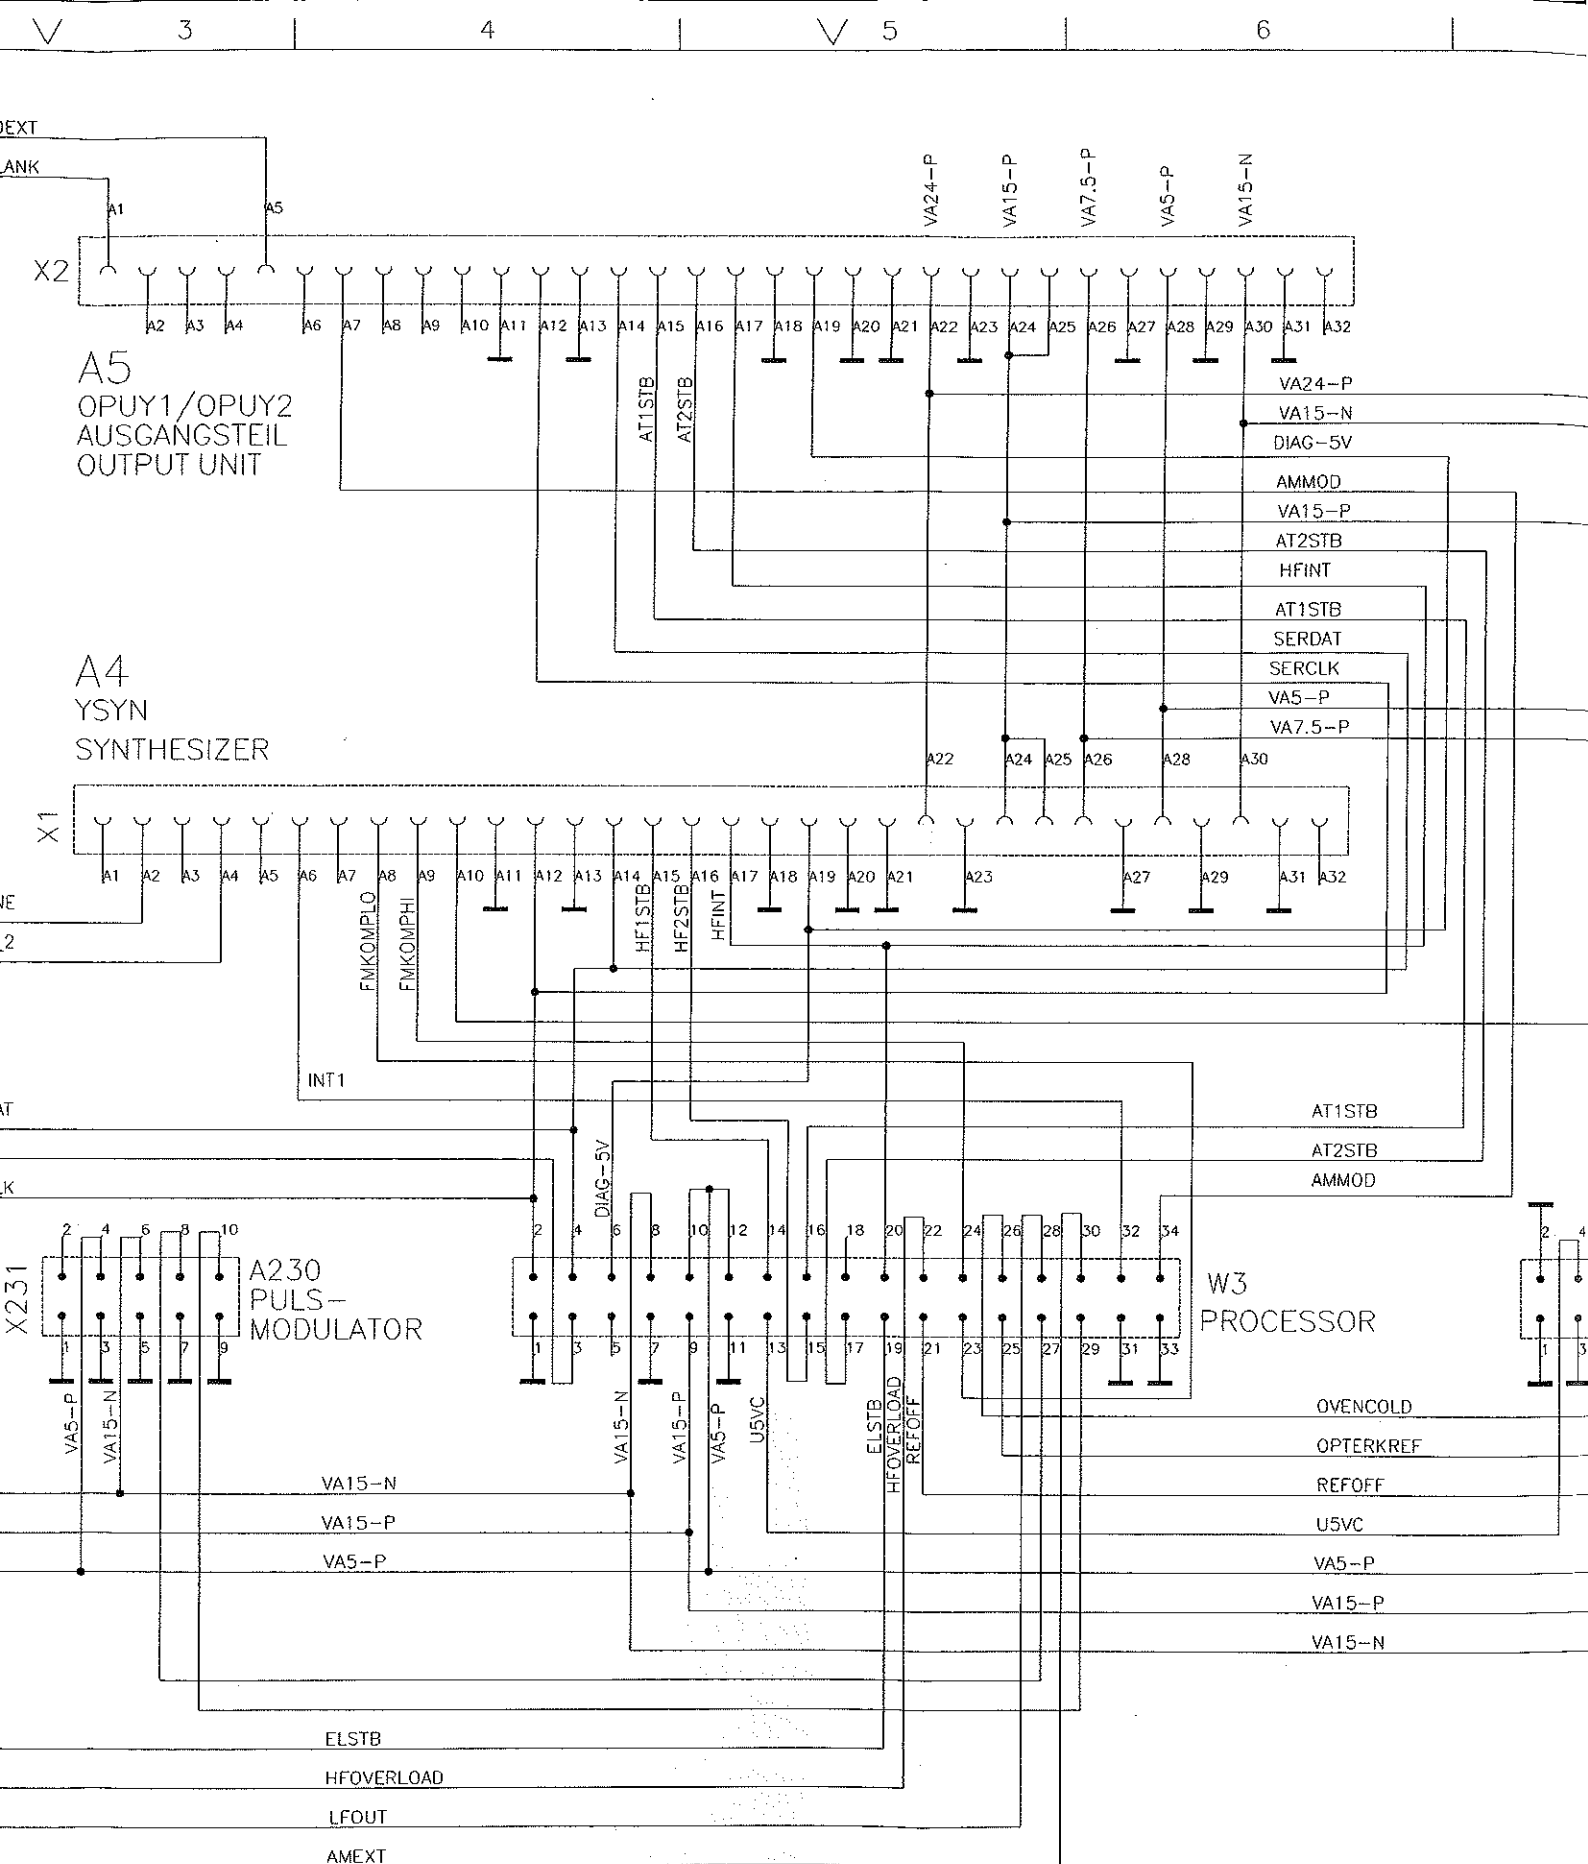 3 4 5 6
DEXT
LANK
VA24-P VA15-P VA7.5-P VA5-P VA15-N
A1 A5
X2
A2 A3 A4 A6 A7 A8 A9 A10 A11 A12 A13 A14 A15 A16 A17 A18 A19 A20 A21 A22 A23 A24 A25 A26 A27 A28 A29 A30 A31 A32
A5
OPUY1/OPUY2
AUSGANGSTEIL
OUTPUT UNIT
AT1STB AT2STB
VA24-P
VA15-N
DIAG-5V
AMMOD
VA15-P
AT2STB
HFINT
AT1STB
SERDAT
SERCLK
VA5-P
VA7.5-P
A4
YSYN
SYNTHESIZER
A22 A24 A25 A26 A28 A30
X1
A1 A2 A3 A4 A5 A6 A7 A8 A9 A10 A11 A12 A13 A14 A15 A16 A17 A18 A19 A20 A21 A23 A27 A29 A31 A32
NE
_2
FMKOMPLO FMKOMPHI HF1STB HF2STB HFINT
INT1
AT
LK
DIAG-5V
AT1STB
AT2STB
AMMOD
2 4 6 8 10
2 4 6 8 10 12 14 16 18 20 22 24 26 28 30 32 34
2 4
X231
A230
PULS-
MODULATOR
W3
PROCESSOR
1 3 5 7 9
1 3 5 7 9 11 13 15 17 19 21 23 25 27 29 31 33
1 3
VA5-P VA15-N VA15-N VA15-P VA5-P U5VC ELSTB HFOVERLOAD REFOFF
OVENCOLD
OPTERKREF
REFOFF
U5VC
VA5-P
VA15-P
VA15-N
VA15-N
VA15-P
VA5-P
ELSTB
HFOVERLOAD
LFOUT
AMEXT